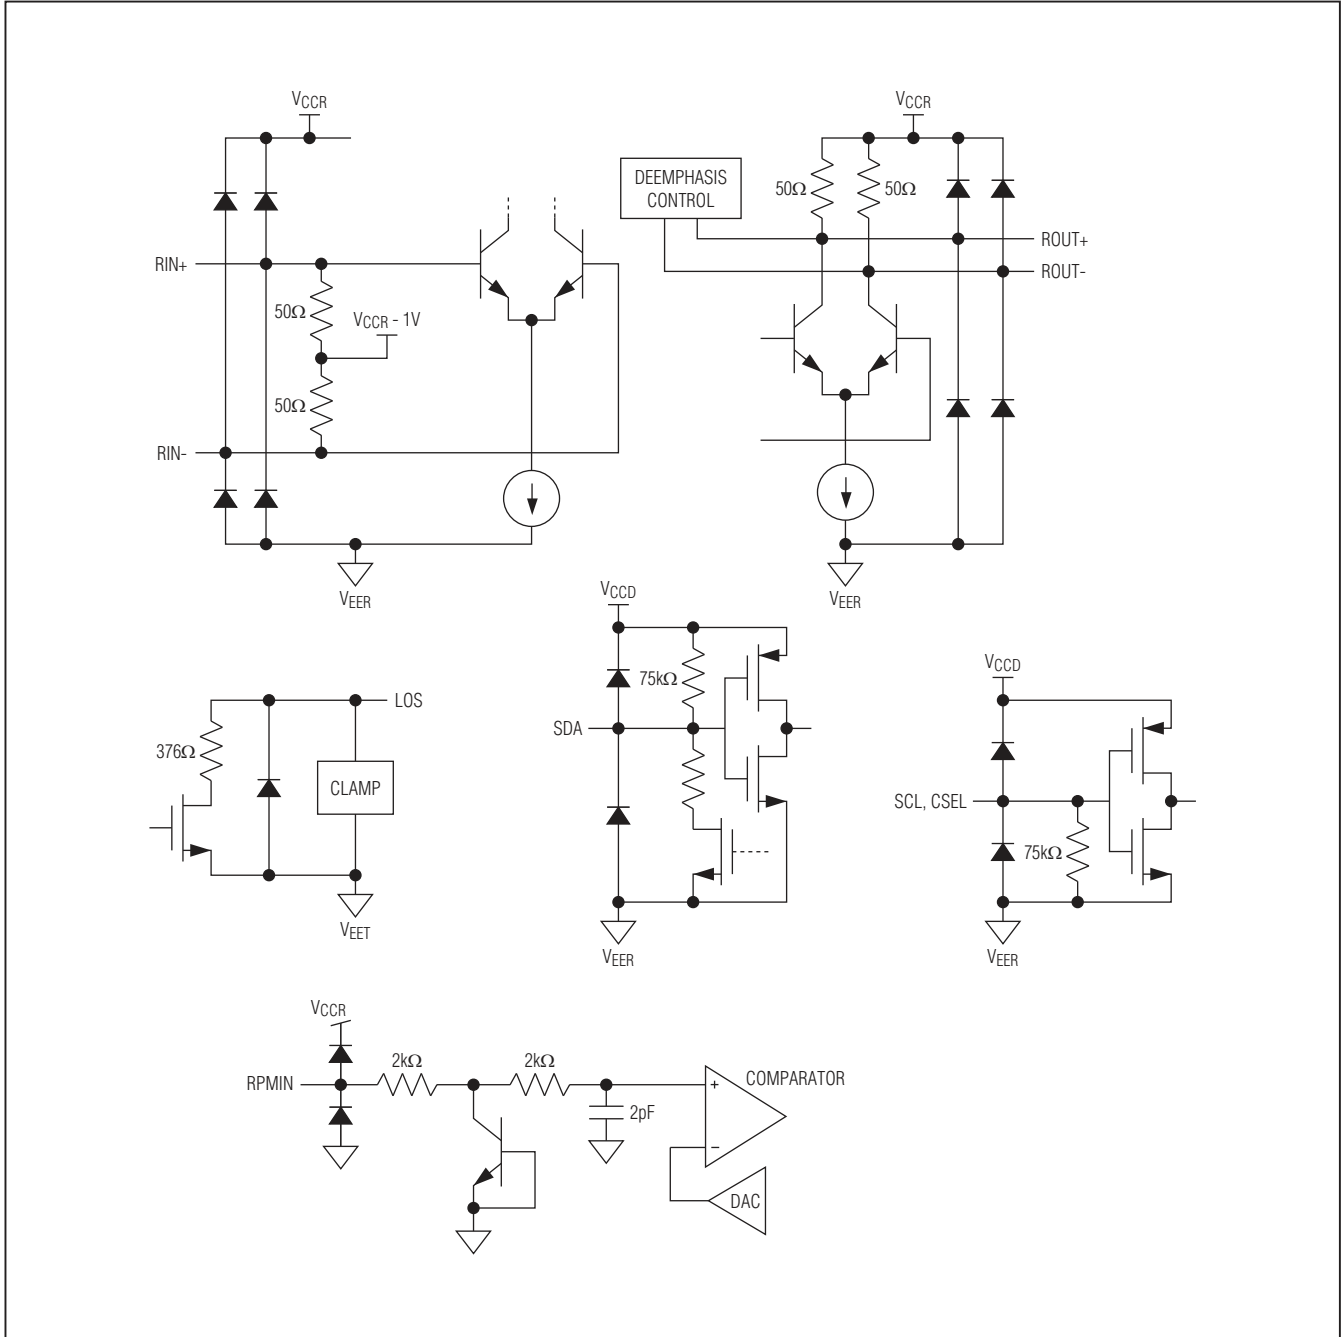 VCCR
VCCR
DEEMPHASIS
CONTROL
50Ω
50Ω
ROUT+
RIN+
ROUT-
50Ω
VCCR - 1V
50Ω
RIN-
VEER
VEER
VCCD
VCCD
75kΩ
LOS
SDA
376Ω
CLAMP
SCL, CSEL
75kΩ
VEET
VEER
VEER
VCCR
2kΩ
2kΩ
RPMIN
+
COMPARATOR
2pF
−
DAC